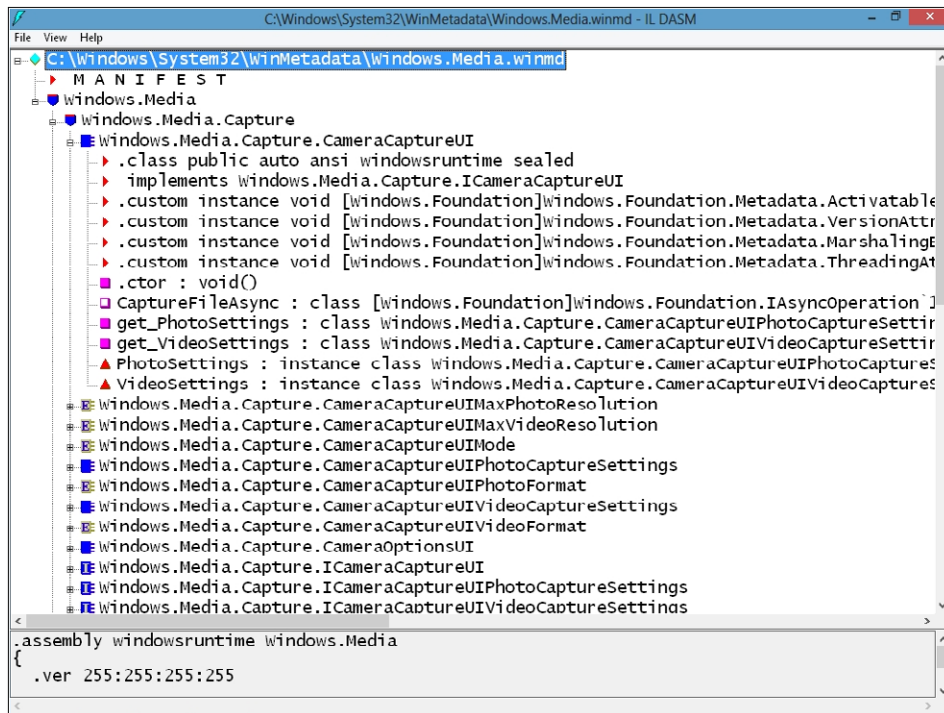 C:\Windows\System32\WinMetadata\Windows.Media.winmd - IL DASM
File View Help
C:\Windows\System32\WinMetadata\Windows.Media.winmd
M A N I F E S T
Windows.Media
Windows.Media.Capture
Windows.Media.Capture.CameraCaptureUI
.class public auto ansi windowsruntime sealed
implements Windows.Media.Capture.ICameraCaptureUI
.custom instance void [Windows.Foundation]Windows.Foundation.Metadata.Activatable
.custom instance void [Windows.Foundation]Windows.Foundation.Metadata.VersionAttr
.custom instance void [Windows.Foundation]Windows.Foundation.Metadata.MarshalingB
.custom instance void [Windows.Foundation]Windows.Foundation.Metadata.ThreadingAt
.ctor : void()
CaptureFileAsync : class [Windows.Foundation]Windows.Foundation.IAsyncOperation`1
get_PhotoSettings : class Windows.Media.Capture.CameraCaptureUIPhotoCaptureSettin
get_VideoSettings : class Windows.Media.Capture.CameraCaptureUIVideoCaptureSettin
PhotoSettings : instance class Windows.Media.Capture.CameraCaptureUIPhotoCaptureS
VideoSettings : instance class Windows.Media.Capture.CameraCaptureUIVideoCaptureS
Windows.Media.Capture.CameraCaptureUIMaxPhotoResolution
Windows.Media.Capture.CameraCaptureUIMaxVideoResolution
Windows.Media.Capture.CameraCaptureUIMode
Windows.Media.Capture.CameraCaptureUIPhotoCaptureSettings
Windows.Media.Capture.CameraCaptureUIPhotoFormat
Windows.Media.Capture.CameraCaptureUIVideoCaptureSettings
Windows.Media.Capture.CameraCaptureUIVideoFormat
Windows.Media.Capture.CameraOptionsUI
Windows.Media.Capture.ICameraCaptureUI
Windows.Media.Capture.ICameraCaptureUIPhotoCaptureSettings
Windows.Media.Capture.ICameraCaptureUIVideoCaptureSettings
.assembly windowsruntime Windows.Media
{
.ver 255:255:255:255